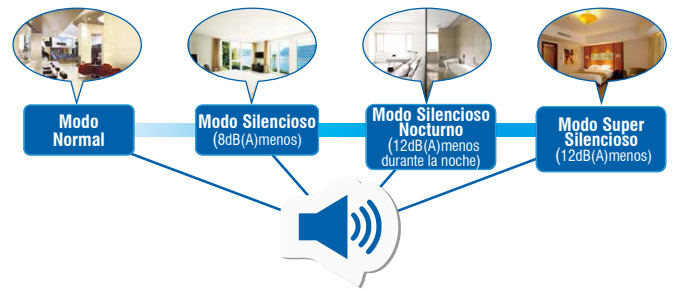 Modo
Normal
Modo Silencioso
(8dB(A)menos)
Modo Silencioso
Nocturno
(12dB(A)menos
durante la noche)
Modo Super
Silencioso
(12dB(A)menos)